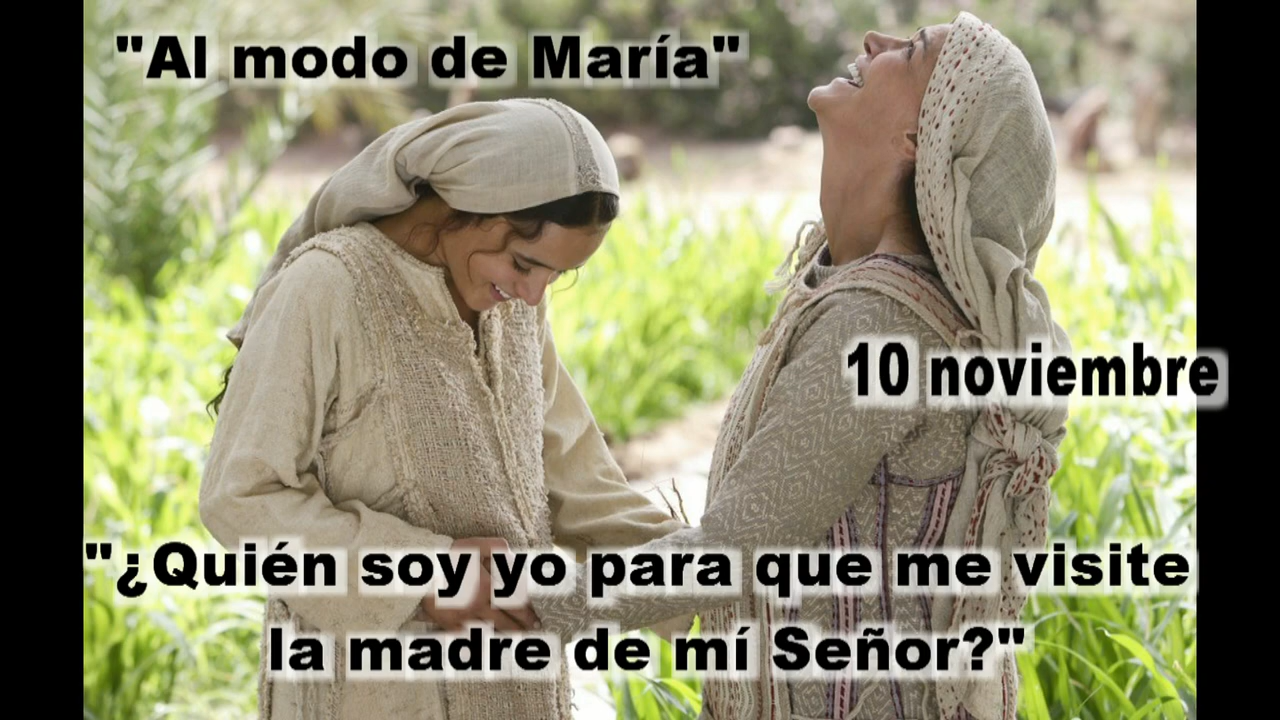 "Al modo de María"
10 noviembre
"¿Quién soy yo para que me visite
la madre de mí Señor?"